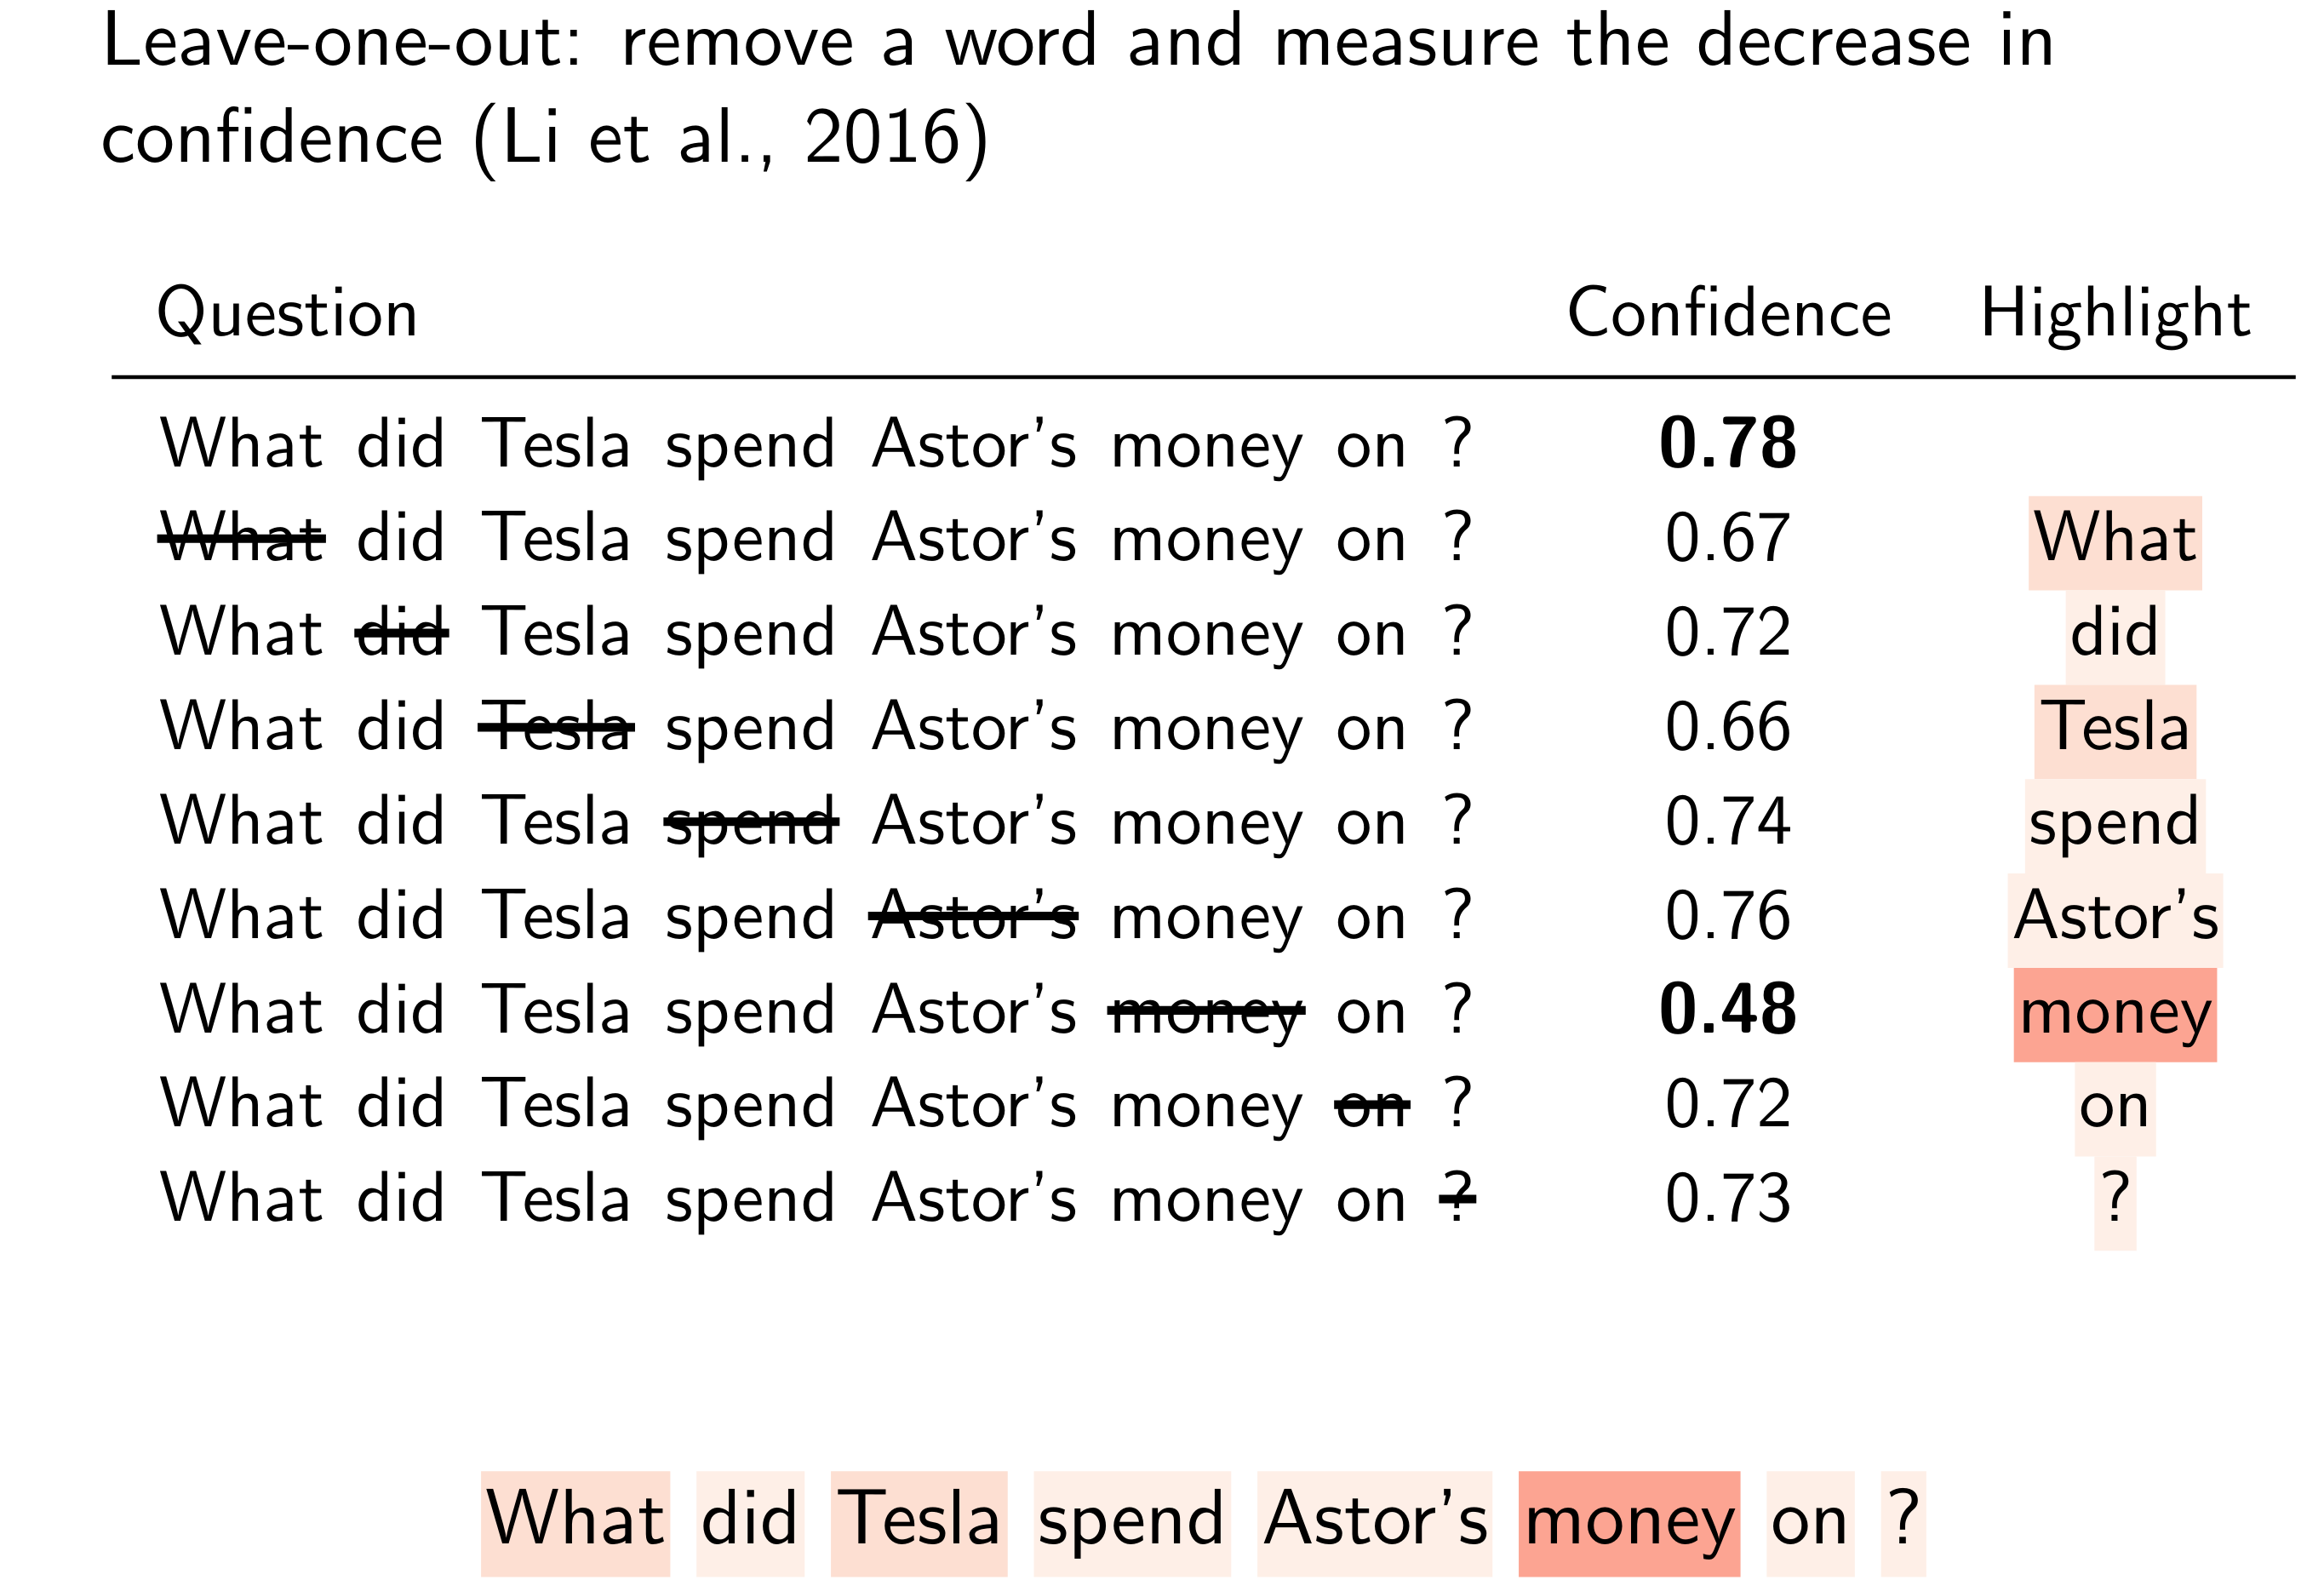 Leave-one-out: remove a word and measure the decrease in
confidence (Li et al., 2016)
Question Confidence Highlight
What did Tesla spend Astor's money on ? 0.78
What did Tesla spend Astor's money on ? 0.67 What
What did Tesla spend Astor's money on ? 0.72 did
What did Tesla spend Astor's money on ? 0.66 Tesla
What did Tesla spend Astor's money on ? 0.74 spend
What did Tesla spend Astor's money on ? 0.76 Astor's
What did Tesla spend Astor's money on ? 0.48 money
What did Tesla spend Astor's money on ? 0.72 on
What did Tesla spend Astor's money on ? 0.73 ?
What did Tesla spend Astor's money on ?